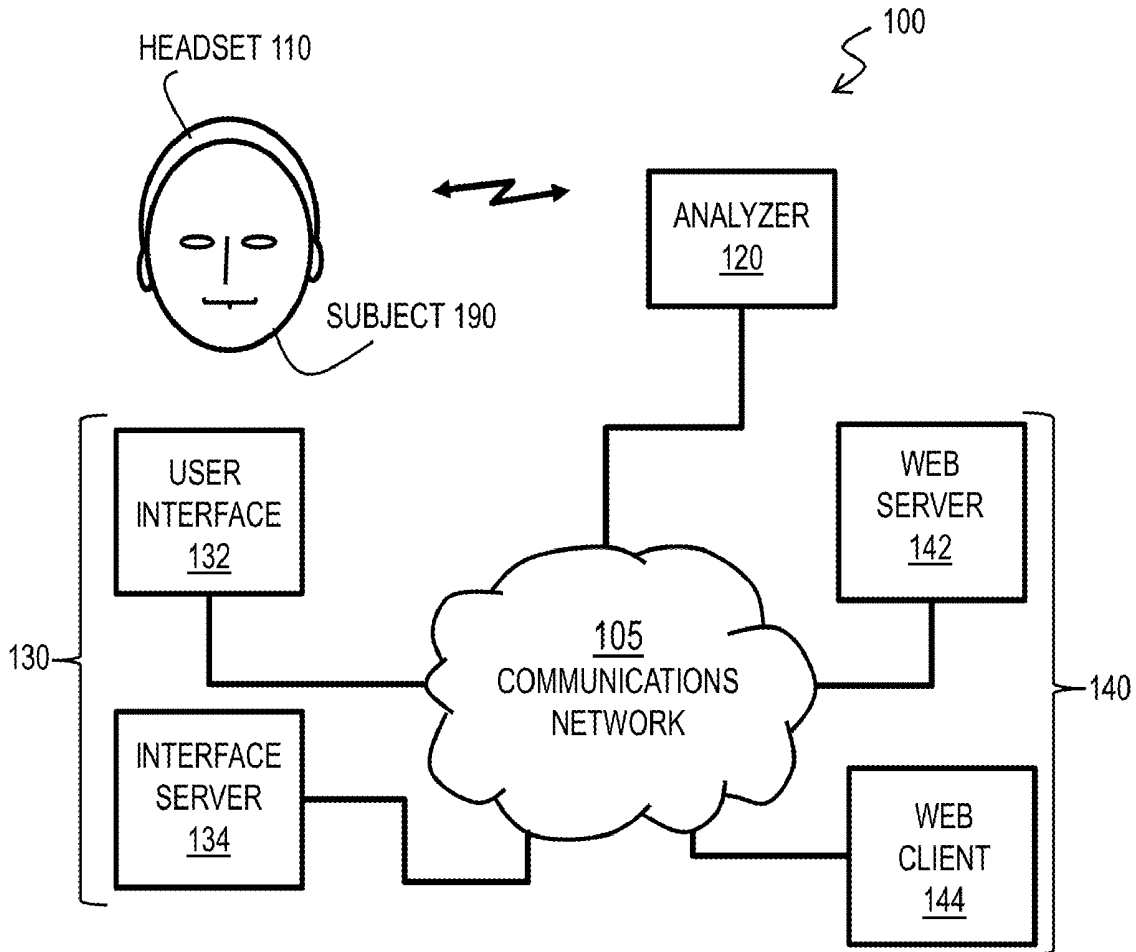 100
HEADSET 110
ANALYZER
120
SUBJECT 190
USER
INTERFACE
132
WEB
SERVER
142
130
105
COMMUNICATIONS
NETWORK
140
INTERFACE
SERVER
134
WEB
CLIENT
144